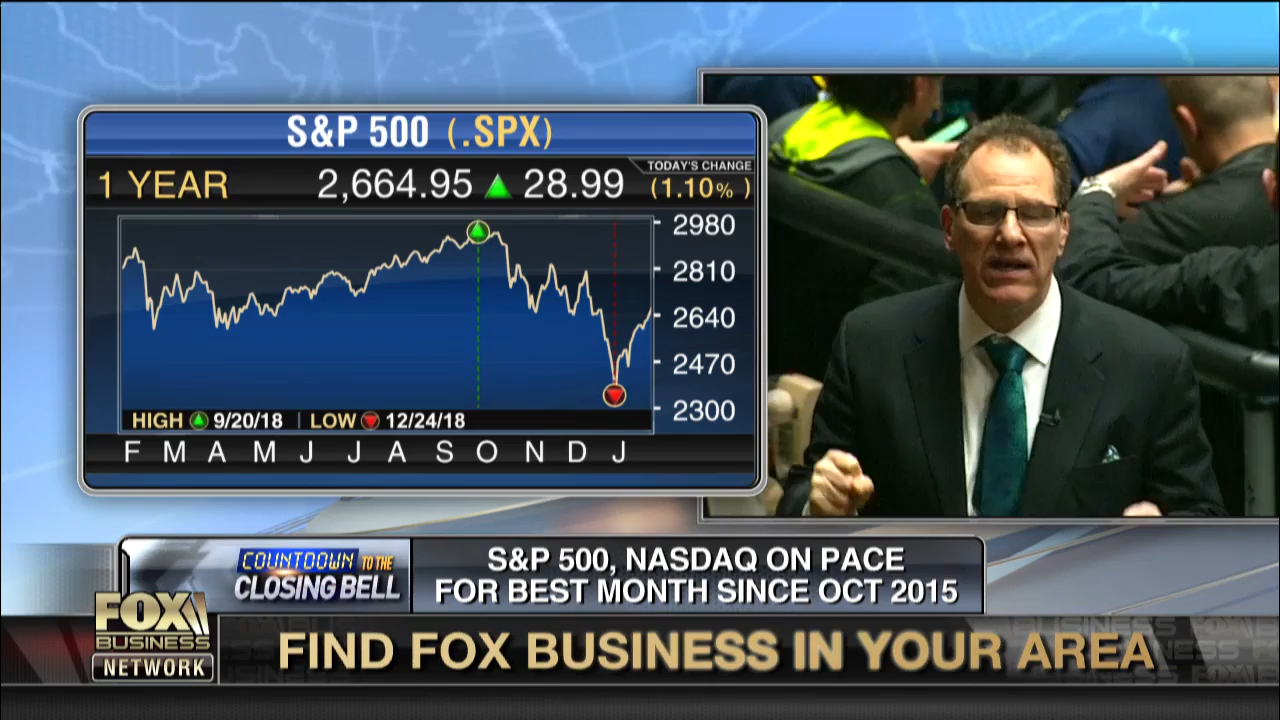 S&P 500 (.SPX)
1 YEAR 2,664.95 28.99 TODAY'S CHANGE (1.10% )
2980
2810
2640
2470
2300
HIGH 9/20/18 | LOW 12/24/18
F M A M J J A S O N D J
COUNTDOWN TO THE
CLOSING BELL
S&P 500, NASDAQ ON PACE
FOR BEST MONTH SINCE OCT 2015
FOX
BUSINESS
NETWORK
FIND FOX BUSINESS IN YOUR AREA